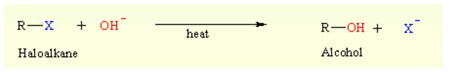 R—X + OH⁻ heat R—OH + X⁻
Haloalkane Alcohol